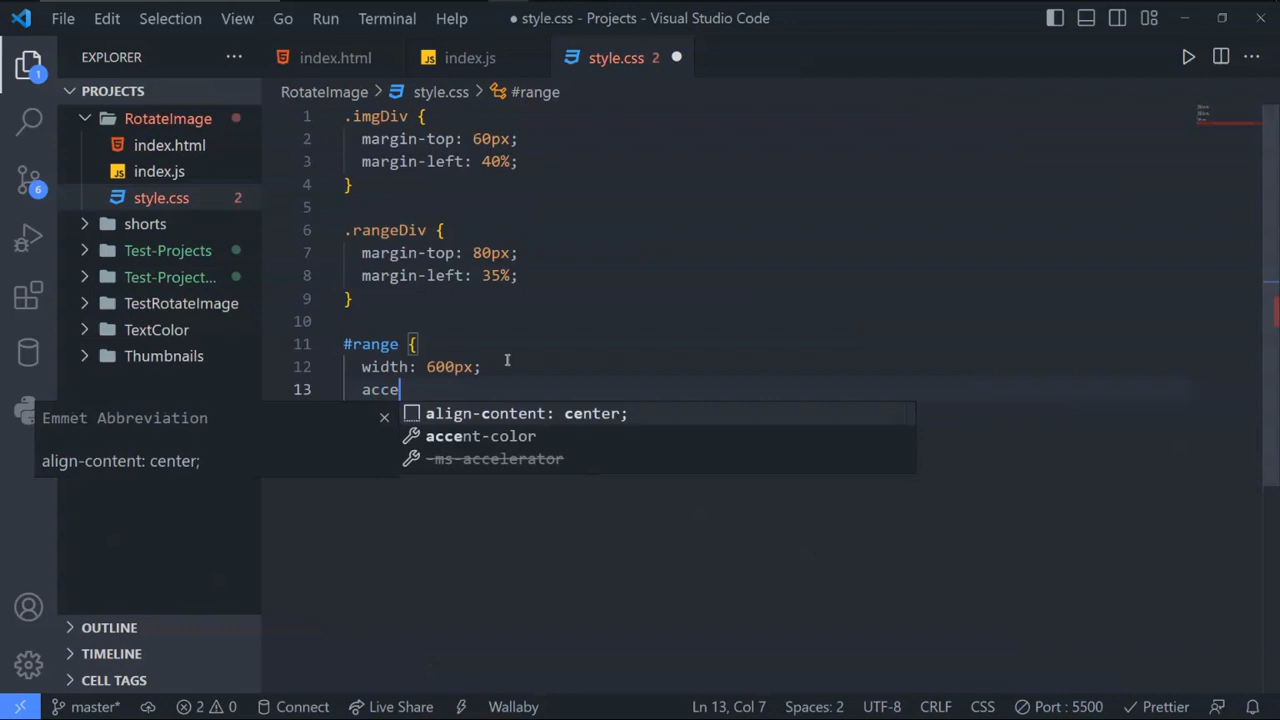 File Edit Selection View Go Run Terminal Help
● style.css - Projects - Visual Studio Code
EXPLORER
index.html
index.js
style.css 2
PROJECTS
RotateImage > style.css > #range
RotateImage
index.html
index.js
style.css 2
shorts
Test-Projects
Test-Project...
TestRotateImage
TextColor
Thumbnails
1 .imgDiv {
2 margin-top: 60px;
3 margin-left: 40%;
4 }
5
6 .rangeDiv {
7 margin-top: 80px;
8 margin-left: 35%;
9 }
10
11 #range {
12 width: 600px;
13 acce
Emmet Abbreviation
align-content: center;
align-content: center;
accent-color
-ms-accelerator
1
6
OUTLINE
TIMELINE
CELL TAGS
master* 2 0 Connect Live Share Wallaby Ln 13, Col 7 Spaces: 2 UTF-8 CRLF CSS Port : 5500 Prettier